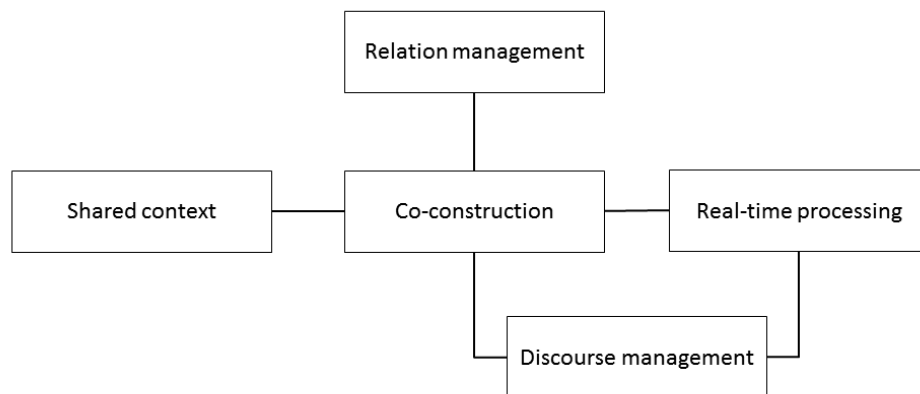 Relation management
Shared context
Co-construction
Real-time processing
Discourse management